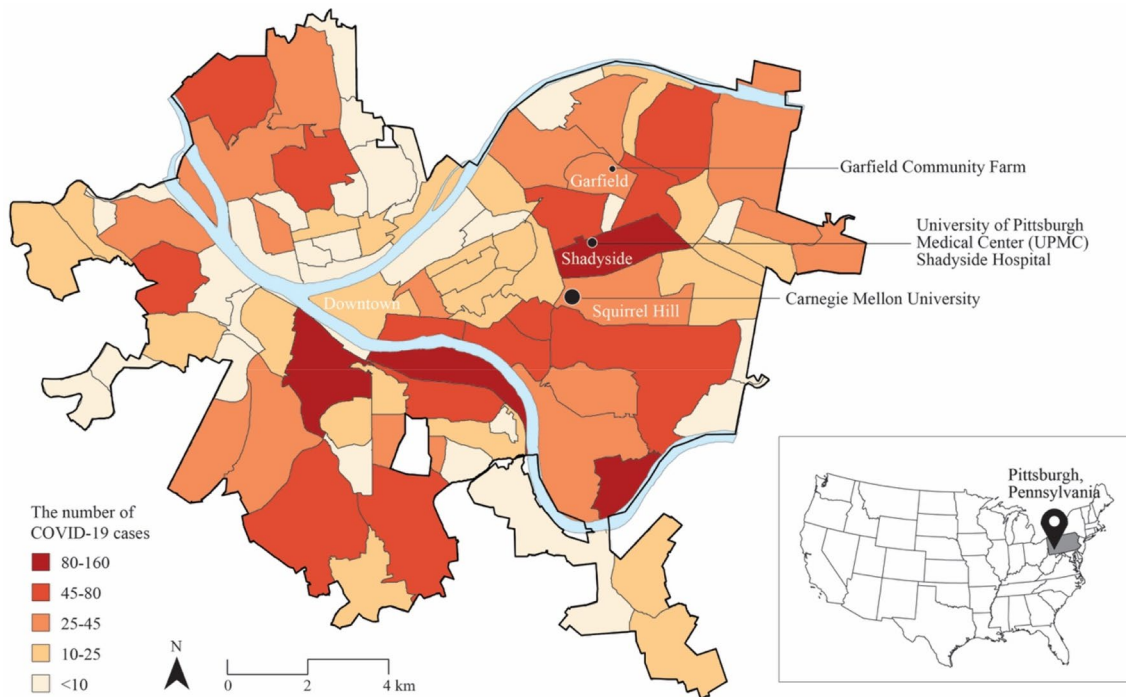 Garfield Community Farm
Garfield
University of Pittsburgh
Medical Center (UPMC)
Shadyside Hospital
Shadyside
Carnegie Mellon University
Downtown
Squirrel Hill
The number of
COVID-19 cases
80-160
45-80
25-45
10-25
<10
N
0 2 4 km
Pittsburgh,
Pennsylvania